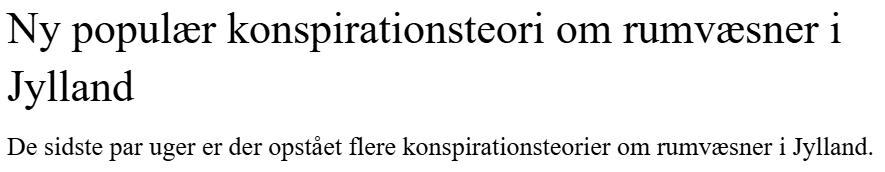 Ny populær konspirationsteori om rumvæsner i
Jylland
De sidste par uger er der opstået flere konspirationsteorier om rumvæsner i Jylland.